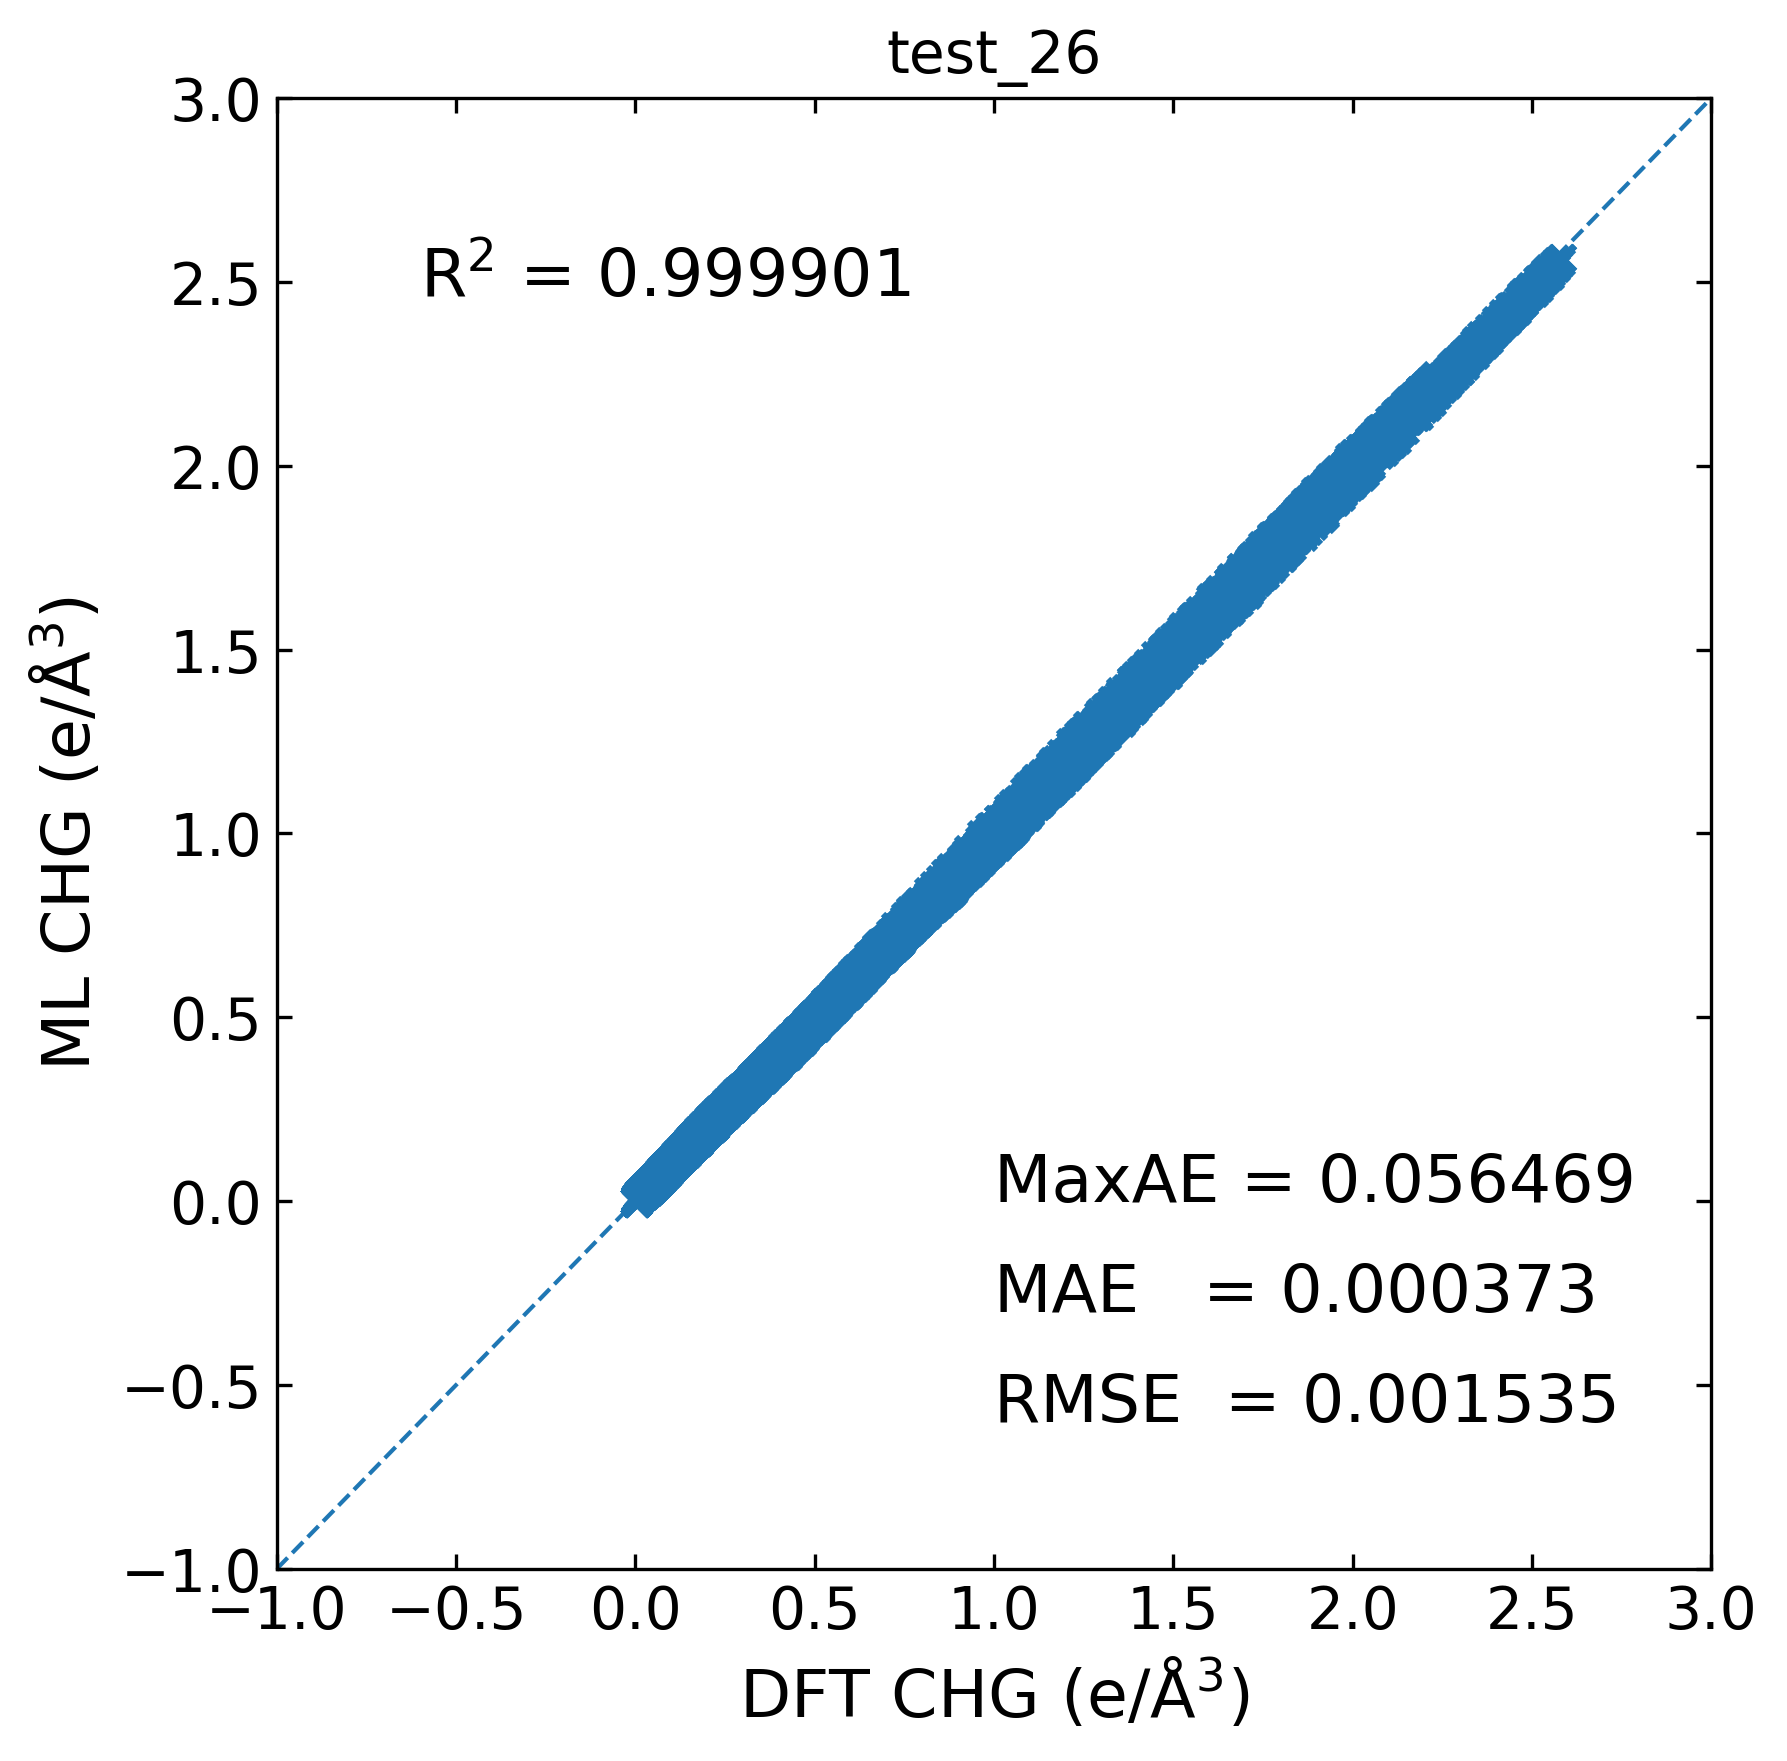 test_26
3.0
2.5
2.0
1.5
1.0
0.5
0.0
−0.5
−1.0
ML CHG (e/Å³)
R² = 0.999901
MaxAE = 0.056469
MAE = 0.000373
RMSE = 0.001535
−1.0 −0.5 0.0 0.5 1.0 1.5 2.0 2.5 3.0
DFT CHG (e/Å³)